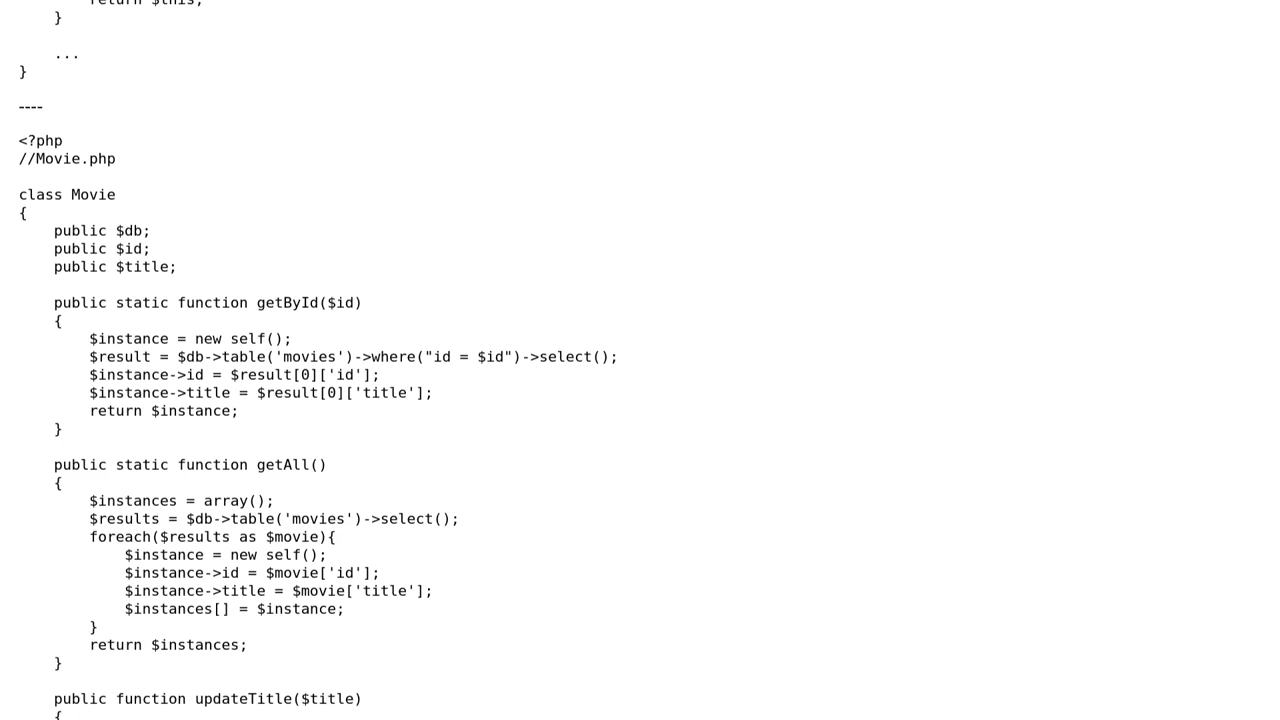 return $this;
}
...
}
----
<?php
//Movie.php
class Movie
{
public $db;
public $id;
public $title;
public static function getById($id)
{
$instance = new self();
$result = $db->table('movies')->where("id = $id")->select();
$instance->id = $result[0]['id'];
$instance->title = $result[0]['title'];
return $instance;
}
public static function getAll()
{
$instances = array();
$results = $db->table('movies')->select();
foreach($results as $movie){
$instance = new self();
$instance->id = $movie['id'];
$instance->title = $movie['title'];
$instances[] = $instance;
}
return $instances;
}
public function updateTitle($title)
{